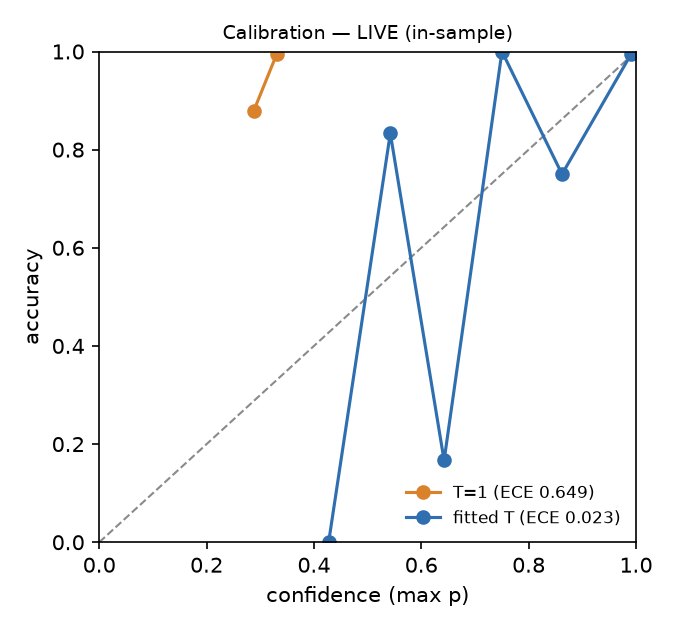 Calibration — LIVE (in-sample)
1.0
0.8
0.6
0.4
0.2
0.0
accuracy
T=1 (ECE 0.649)
fitted T (ECE 0.023)
0.0 0.2 0.4 0.6 0.8 1.0
confidence (max p)